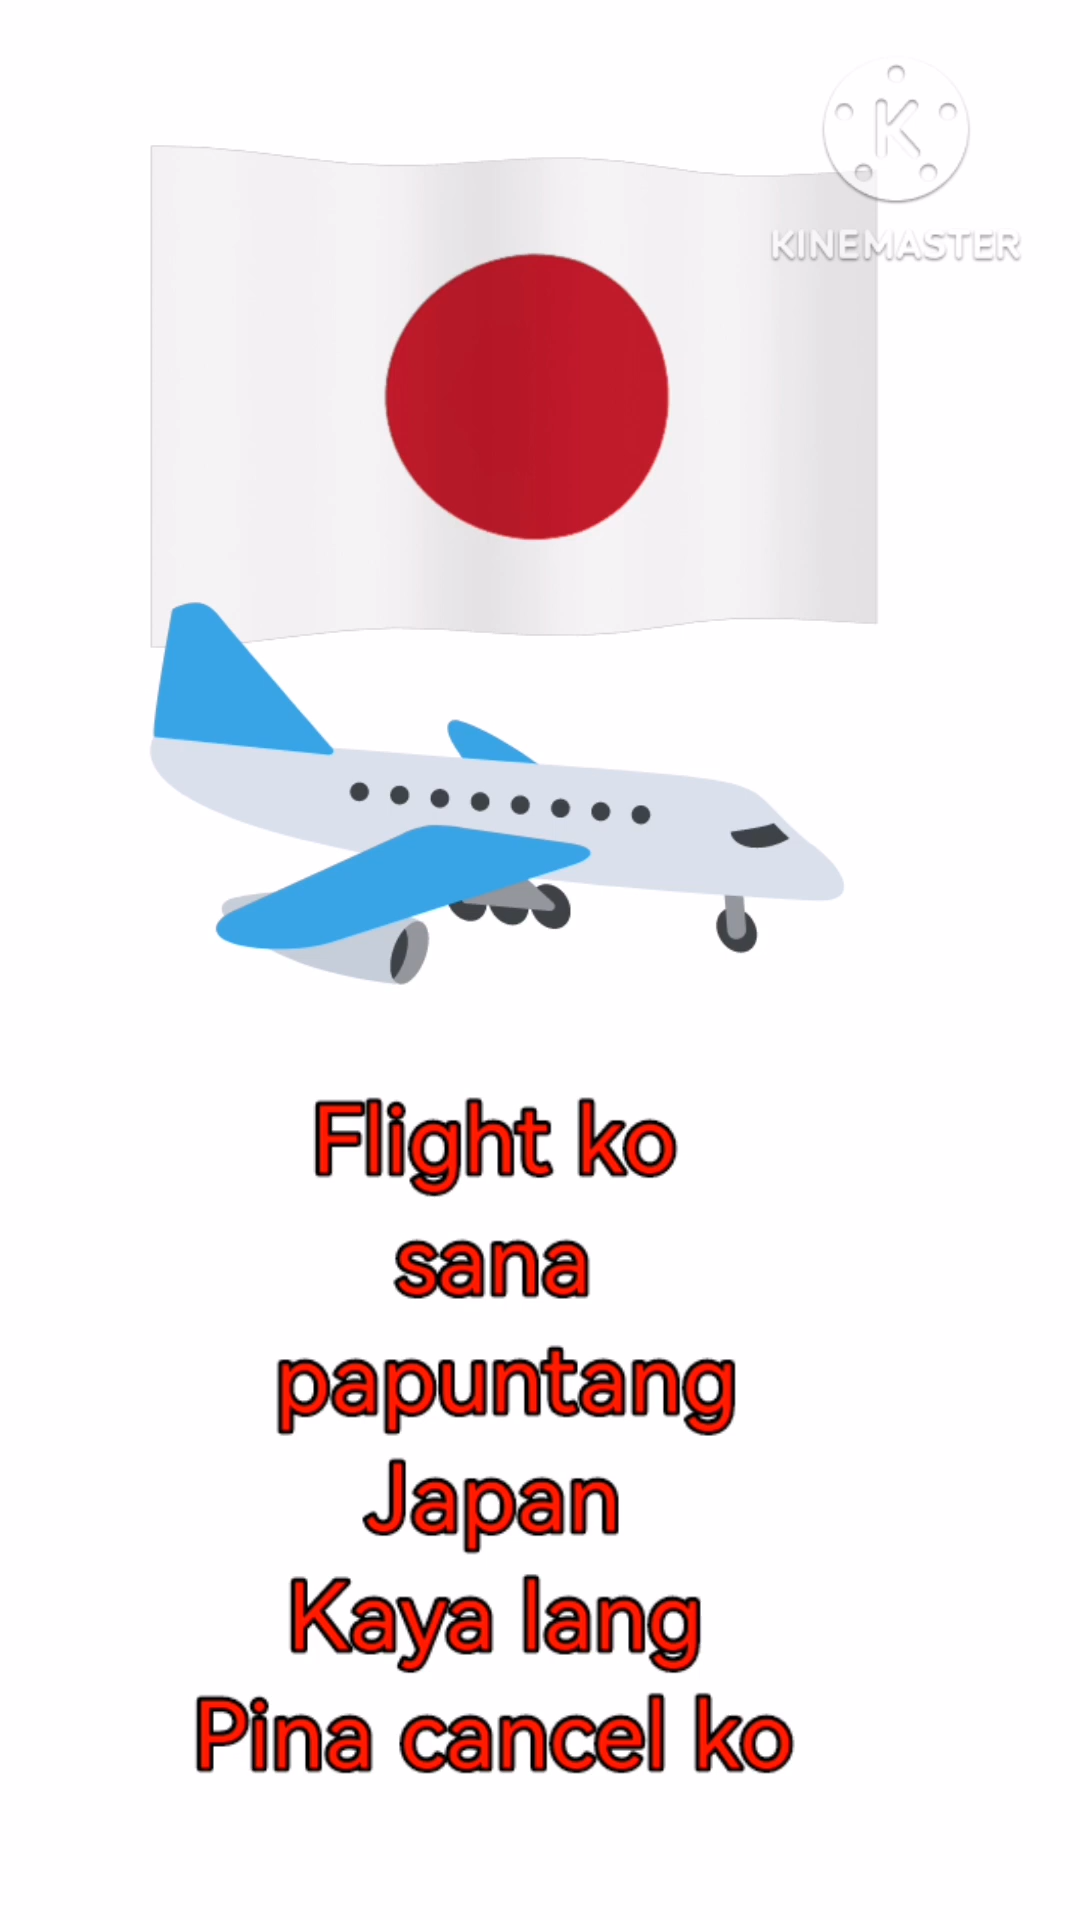 K
KINEMASTER
Flight ko
sana
papuntang
Japan
Kaya lang
Pina cancel ko